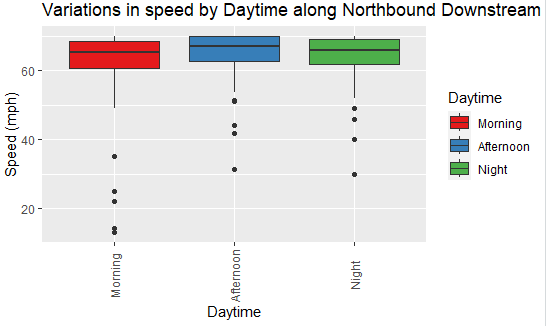 Variations in speed by Daytime along Northbound Downstream
Speed (mph)
60
40
20
Morning
Afternoon
Night
Daytime
Daytime
Morning
Afternoon
Night